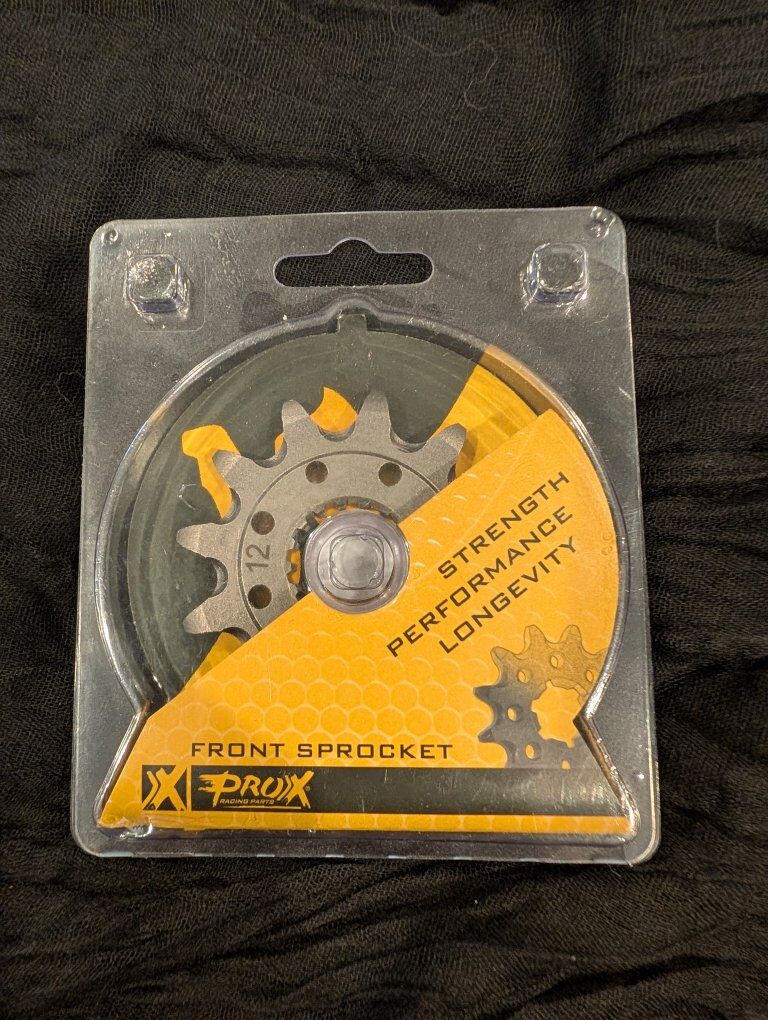 12
STRENGTH
PERFORMANCE
LONGEVITY
FRONT SPROCKET
PROX
RACING PARTS